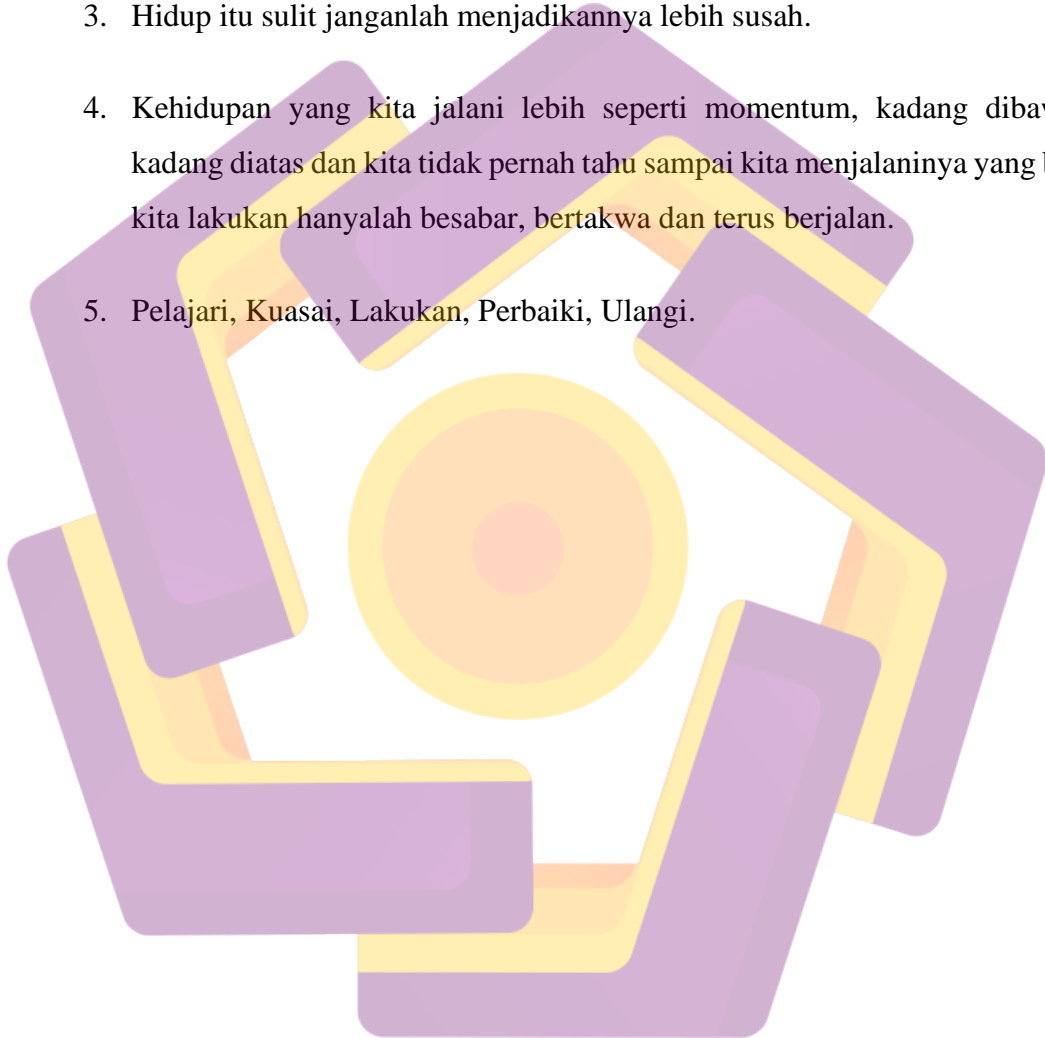 3. Hidup itu sulit janganlah menjadikannya lebih susah.
4. Kehidupan yang kita jalani lebih seperti momentum, kadang
kadang diatas dan kita tidak pernah tahu sampai kita menjalaninya yang
kita lakukan hanyalah besabar, bertakwa dan terus berjalan.
5. Pelajari, Kuasai, Lakukan, Perbaiki, Ulangi.